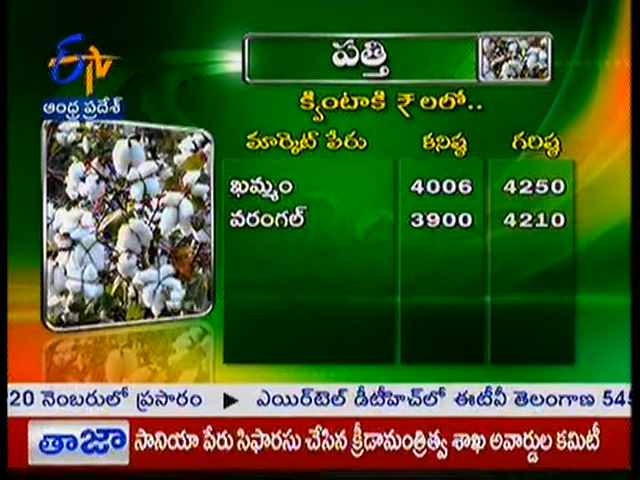 ETV
ఆంధ్ర ప్రదేశ్
పత్తి
క్వింటాకి ₹ లలో..
మార్కెట్ పేరు కనిష్ఠ గరిష్ఠ
ఖమ్మం 4006 4250
వరంగల్ 3900 4210
20 నెంబరులో ప్రసారం ▶ ఎయిర్‌టెల్ డీటీహెచ్‌లో ఈటీవీ తెలంగాణ 545
తాజా సానియా పేరు సిఫారసు చేసిన క్రీడామంత్రిత్వ శాఖ అవార్డుల కమిటీ